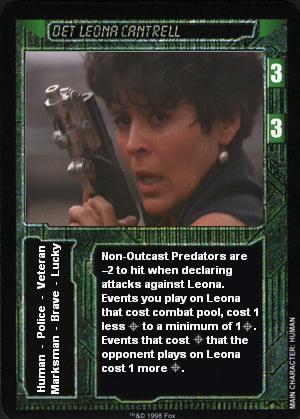 DET LEONA CANTRELL
3
3
Human - Police - Veteran
Marksman - Brave - Lucky
Non-Outcast Predators are
–2 to hit when declaring
attacks against Leona.
Events you play on Leona
that cost combat pool, cost 1
less ⌖ to a minimum of 1⌖.
Events that cost ⌖ that the
opponent plays on Leona
cost 1 more ⌖.
MAIN CHARACTER: HUMAN
™&© 1998 Fox